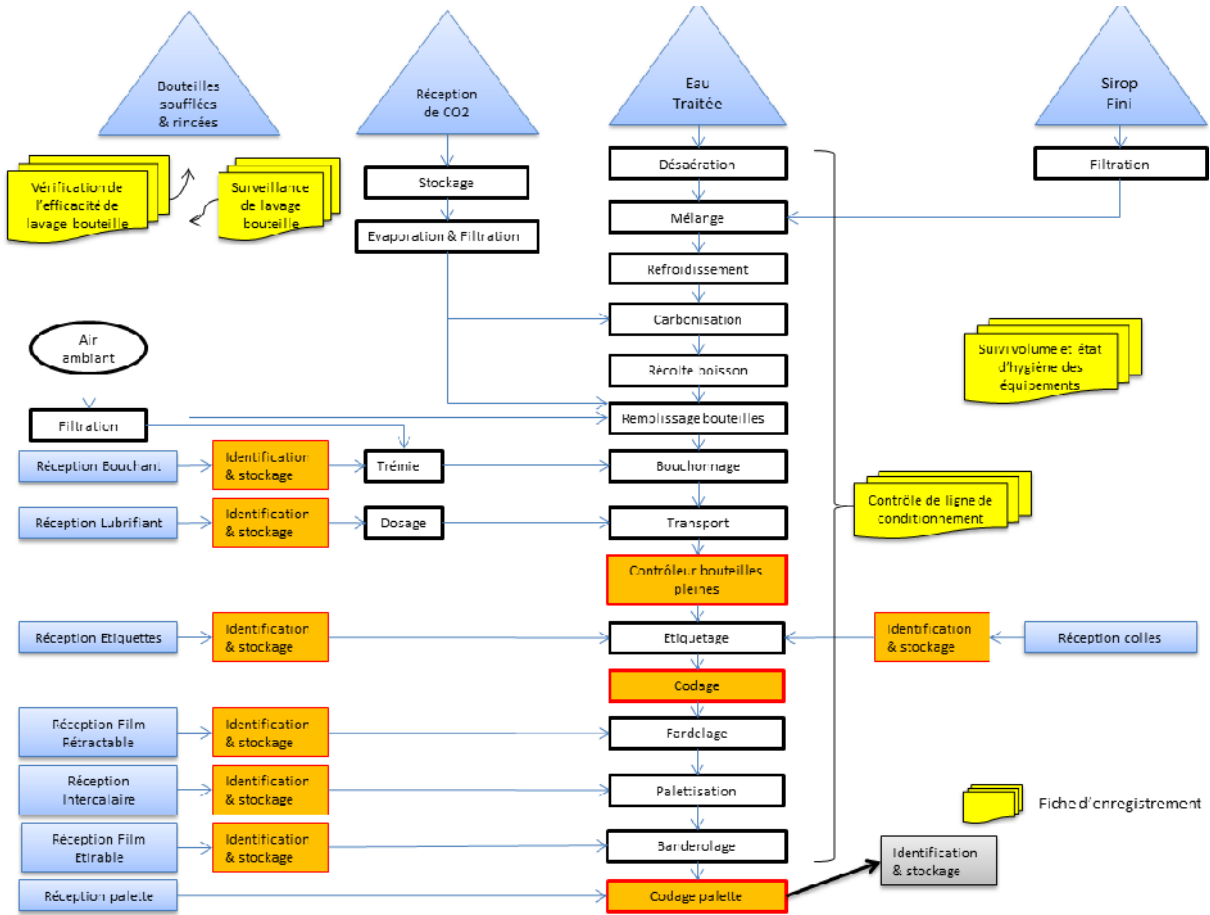 Bouteilles
soufflées
& rincées
Réception
de CO2
Eau
Traitée
Sirop
Fini
Vérification de
l'efficacité de
lavage bouteille
Surveillance
de lavage
bouteille
Stockage
Evaporation & Filtration
Désaération
Filtration
Mélange
Refroidissement
Carbonisation
Récolte boisson
Remplissage bouteilles
Air
ambiant
Filtration
Suivi volume et état
d'hygiène des
équipements
Réception Bouchant
Identification
& stockage
Trémie
Bouchonnage
Réception Lubrifiant
Identification
& stockage
Dosage
Transport
Contrôle de ligne de
conditionnement
Contrôleur bouteilles
pleines
Réception Etiquettes
Identification
& stockage
Etiquetage
Identification
& stockage
Réception colles
Codage
Réception Film
Rétractable
Identification
& stockage
Fardelage
Réception
Intercalaire
Identification
& stockage
Palettisation
Fiche d'enregistrement
Réception Film
Etirable
Identification
& stockage
Banderolage
Identification
& stockage
Réception palette
Codage palette